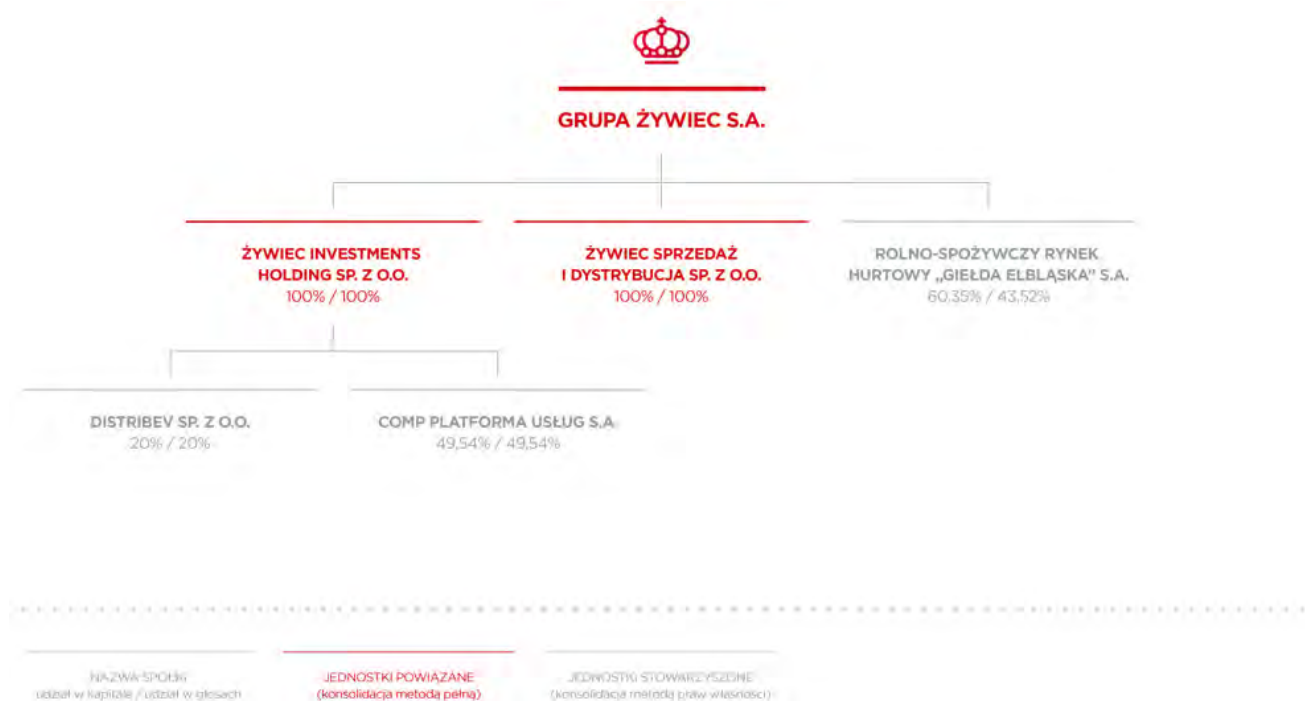 GRUPA ŻYWIEC S.A.
ŻYWIEC INVESTMENTS
HOLDING SP. Z O.O.
100% / 100%
ŻYWIEC SPRZEDAŻ
I DYSTRYBUCJA SP. Z O.O.
100% / 100%
ROLNO-SPOŻYWCZY RYNEK
HURTOWY „GIEŁDA ELBLĄSKA" S.A.
60,35% / 43,52%
DISTRIBEV SP. Z O.O.
20% / 20%
COMP PLATFORMA USŁUG S.A.
49,54% / 49,54%
NAZWA SPÓŁKI
udział w kapitale / udział w głosach
JEDNOSTKI POWIĄZANE
(konsolidacja metodą pełną)
JEDNOSTKI STOWARZYSZONE
(konsolidacja metodą praw własności)